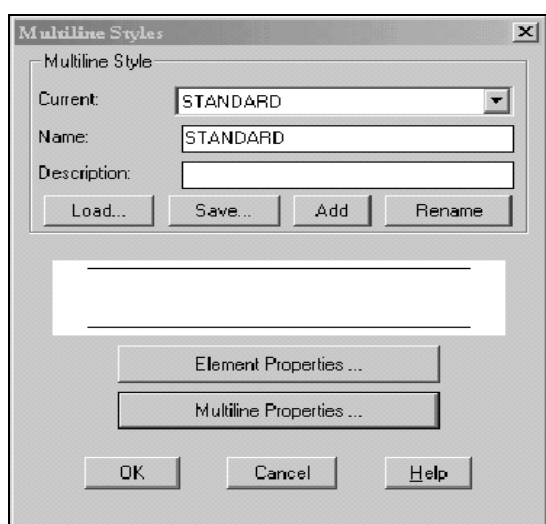 Multiline Styles
Multiline Style
Current: STANDARD
Name: STANDARD
Description:
Load... Save... Add Rename
Element Properties ...
Multiline Properties ...
OK Cancel Help